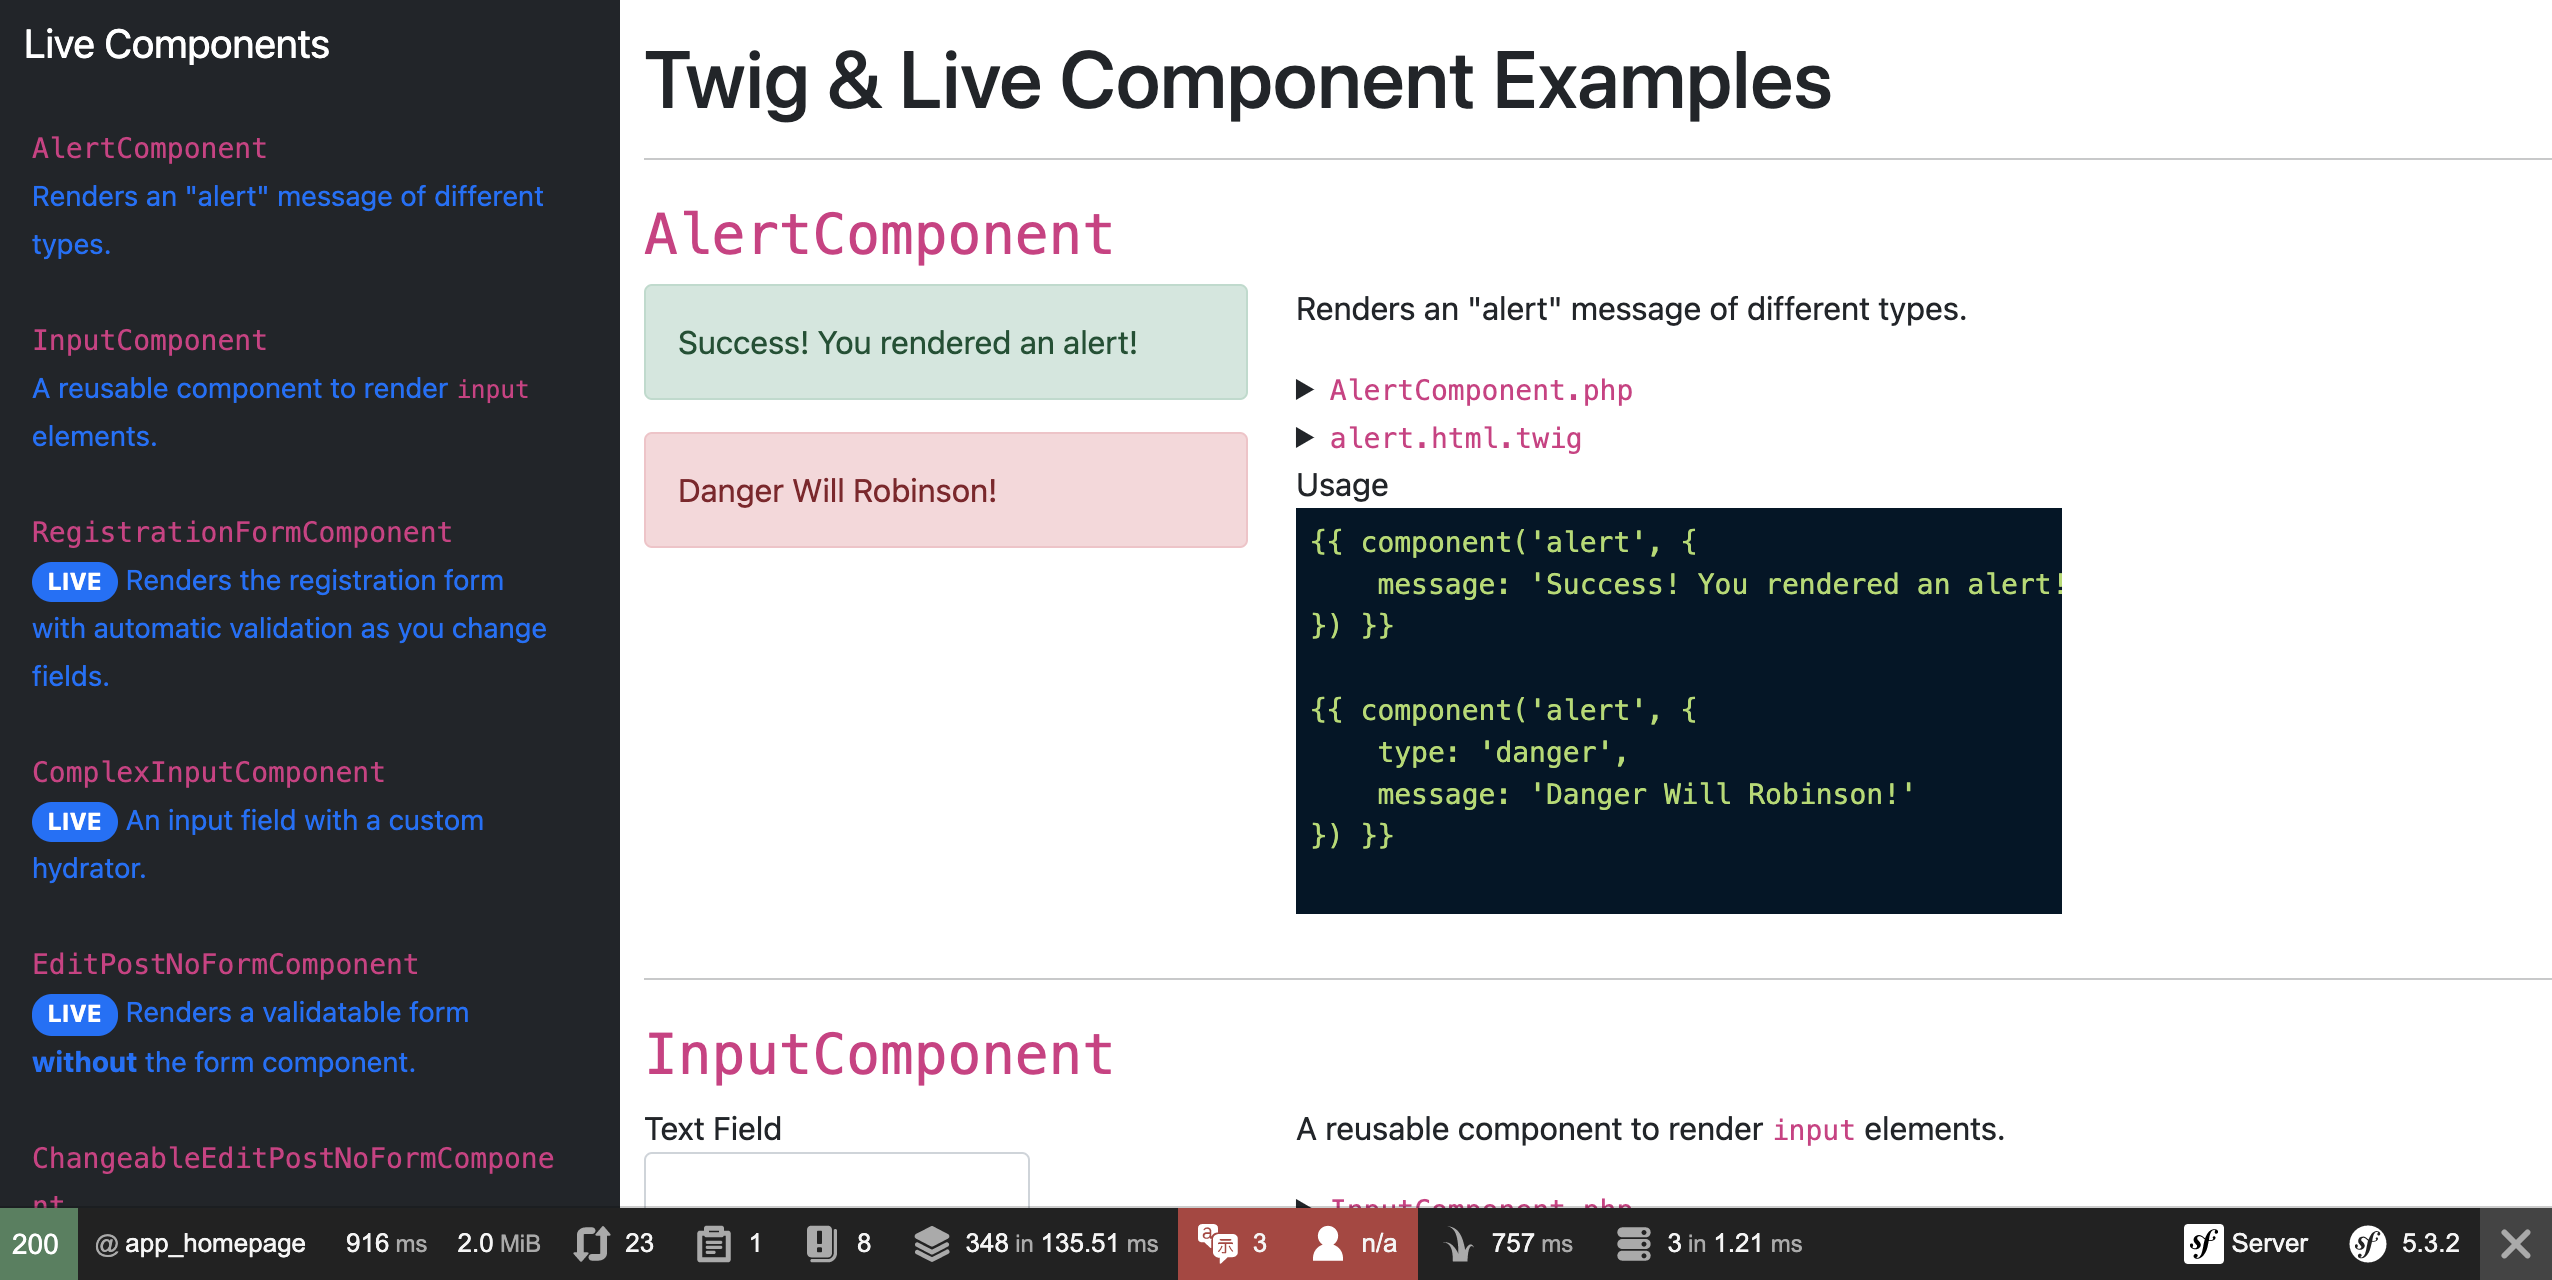 Live Components
AlertComponent
Renders an "alert" message of different
types.
InputComponent
A reusable component to render input
elements.
RegistrationFormComponent
LIVE Renders the registration form
with automatic validation as you change
fields.
ComplexInputComponent
LIVE An input field with a custom
hydrator.
EditPostNoFormComponent
LIVE Renders a validatable form
without the form component.
ChangeableEditPostNoFormCompone
nt
Twig & Live Component Examples
AlertComponent
Success! You rendered an alert!
Danger Will Robinson!
Renders an "alert" message of different types.
AlertComponent.php
alert.html.twig
Usage
{{ component('alert', {
    message: 'Success! You rendered an alert!
}) }}
{{ component('alert', {
    type: 'danger',
    message: 'Danger Will Robinson!'
}) }}
InputComponent
Text Field
A reusable component to render input elements.
InputComponent.php
200 @ app_homepage 916 ms 2.0 MiB 23 1 8 348 in 135.51 ms 3 n/a 757 ms 3 in 1.21 ms Server 5.3.2